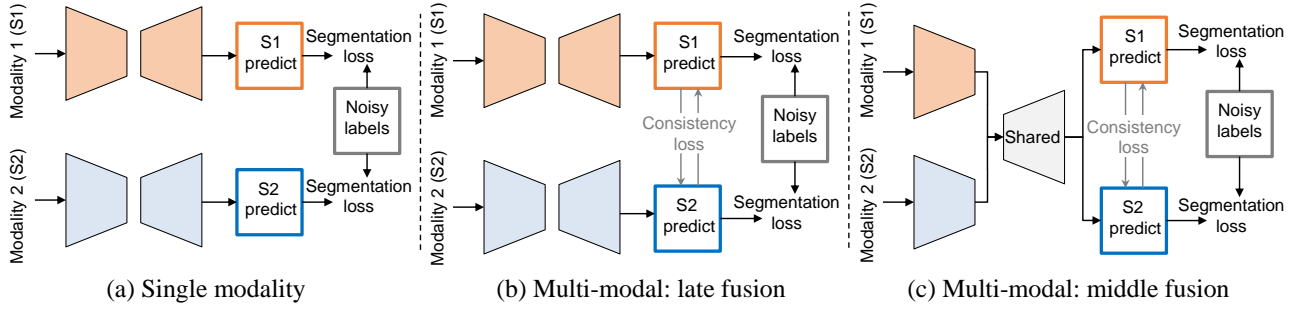 Modality 1 (S1)
S1
predict
Segmentation
loss
Noisy
labels
Modality 2 (S2)
S2
predict
Segmentation
loss
(a) Single modality
Modality 1 (S1)
S1
predict
Segmentation
loss
Consistency
loss
Noisy
labels
Modality 2 (S2)
S2
predict
Segmentation
loss
(b) Multi-modal: late fusion
Modality 1 (S1)
Shared
S1
predict
Segmentation
loss
Consistency
loss
Noisy
labels
Modality 2 (S2)
S2
predict
Segmentation
loss
(c) Multi-modal: middle fusion